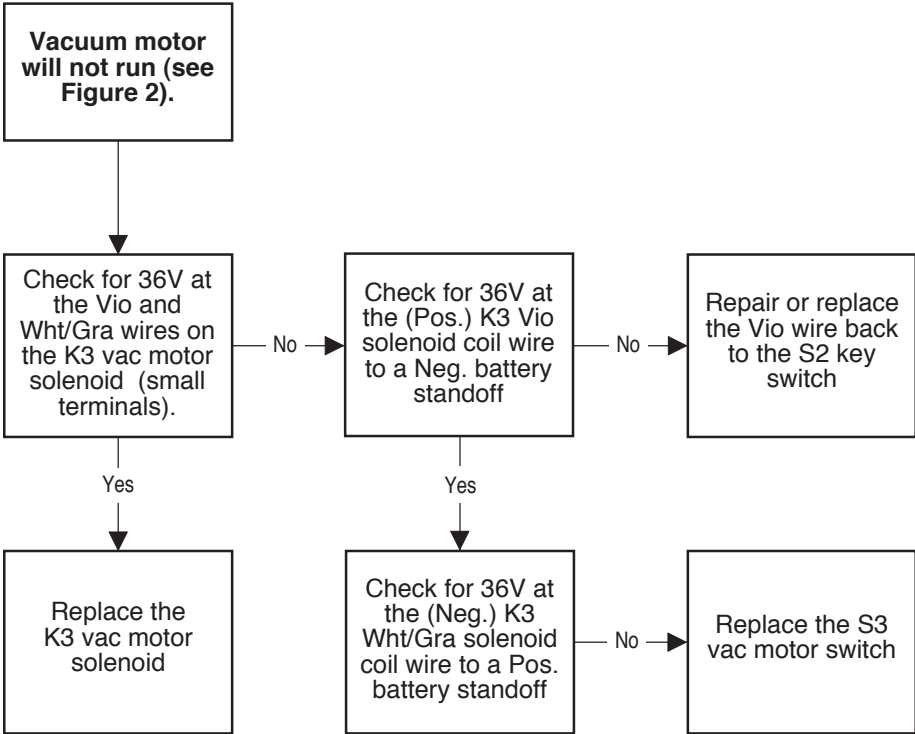 Vacuum motor
will not run (see
Figure 2).
Check for 36V at
the Vio and
Wht/Gra wires on
the K3 vac motor
solenoid (small
terminals).
No
Check for 36V at
the (Pos.) K3 Vio
solenoid coil wire
to a Neg. battery
standoff
No
Repair or replace
the Vio wire back
to the S2 key
switch
Yes
Yes
Replace the
K3 vac motor
solenoid
Check for 36V at
the (Neg.) K3
Wht/Gra solenoid
coil wire to a Pos.
battery standoff
No
Replace the S3
vac motor switch